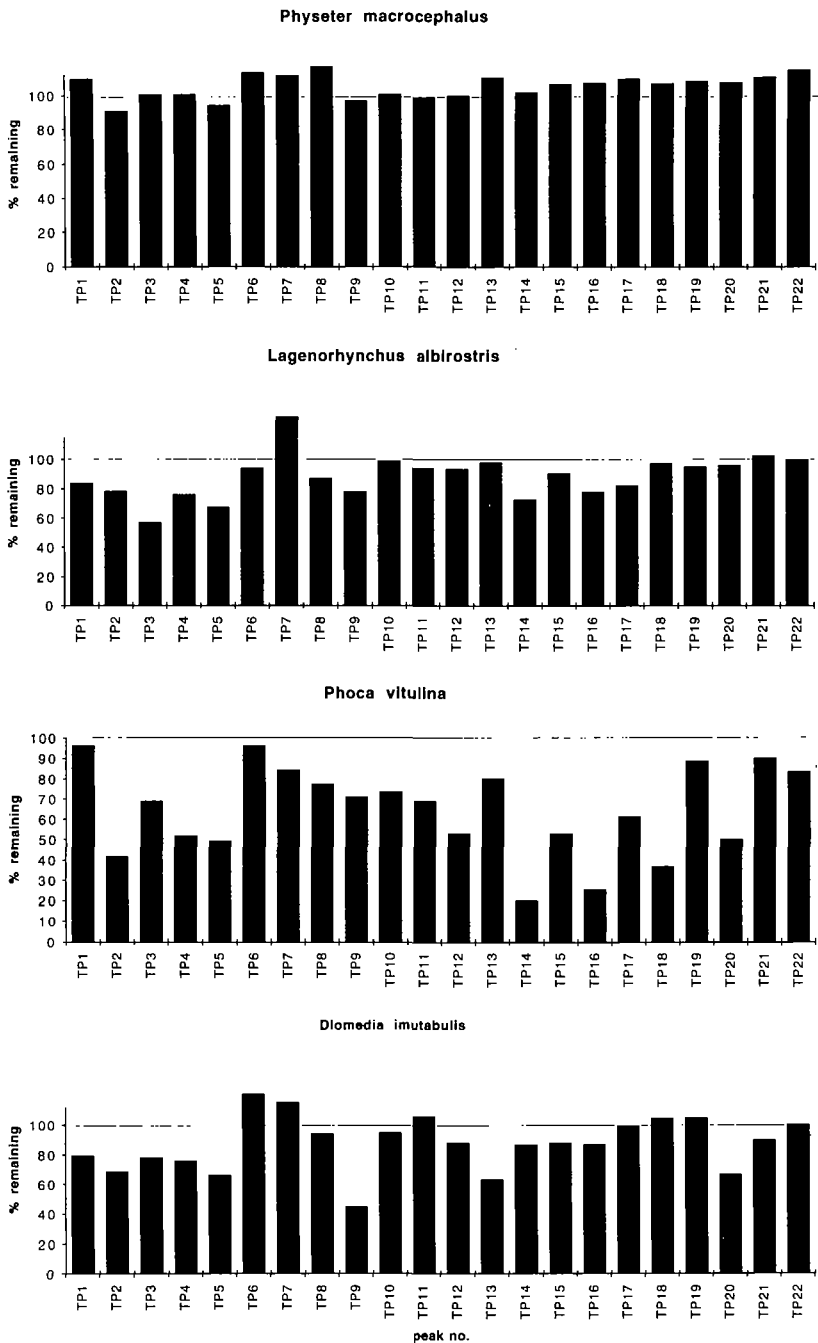 Physeter macrocephalus
% remaining
100
80
60
40
20
0
TP1 TP2 TP3 TP4 TP5 TP6 TP7 TP8 TP9 TP10 TP11 TP12 TP13 TP14 TP15 TP16 TP17 TP18 TP19 TP20 TP21 TP22
Lagenorhynchus albirostris
% remaining
100
80
60
40
20
0
TP1 TP2 TP3 TP4 TP5 TP6 TP7 TP8 TP9 TP10 TP11 TP12 TP13 TP14 TP15 TP16 TP17 TP18 TP19 TP20 TP21 TP22
Phoca vitulina
% remaining
100
90
80
70
60
50
40
30
20
10
0
TP1 TP2 TP3 TP4 TP5 TP6 TP7 TP8 TP9 TP10 TP11 TP12 TP13 TP14 TP15 TP16 TP17 TP18 TP19 TP20 TP21 TP22
Diomedia imutabulis
% remaining
100
80
60
40
20
0
TP1 TP2 TP3 TP4 TP5 TP6 TP7 TP8 TP9 TP10 TP11 TP12 TP13 TP14 TP15 TP16 TP17 TP18 TP19 TP20 TP21 TP22
peak no.